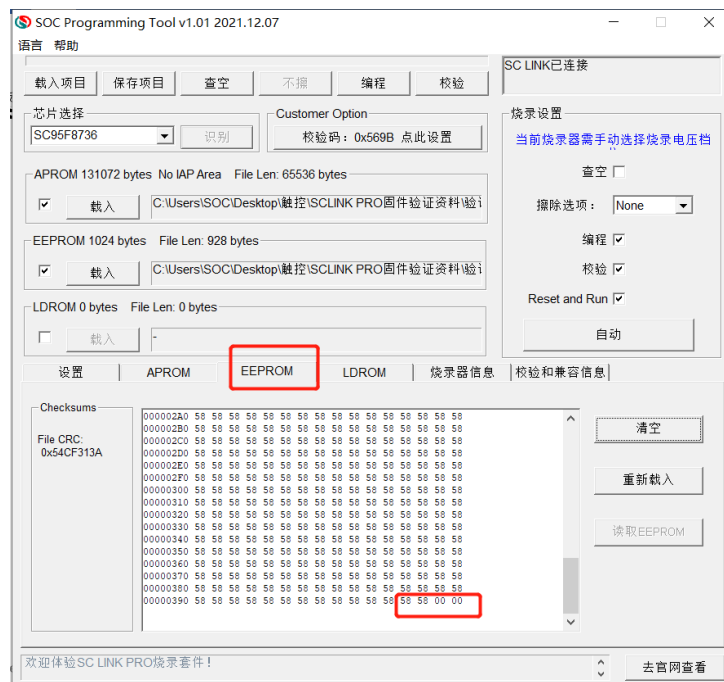 SOC Programming Tool v1.01 2021.12.07
语言 帮助
载入项目 保存项目 查空 不擦 编程 校验
SC LINK已连接
芯片选择
SC95F8736 识别
Customer Option
校验码：0x569B 点此设置
烧录设置
当前烧录器需手动选择烧录电压档
查空
擦除选项： None
编程
校验
Reset and Run
自动
APROM 131072 bytes No IAP Area File Len: 65536 bytes
载入 C:\Users\SOC\Desktop\触控\SCLINK PRO固件验证资料\验
EEPROM 1024 bytes File Len: 928 bytes
载入 C:\Users\SOC\Desktop\触控\SCLINK PRO固件验证资料\验
LDROM 0 bytes File Len: 0 bytes
载入 -
设置 APROM EEPROM LDROM 烧录器信息 校验和兼容信息
Checksums
File CRC:
0x54CF313A
000002A0 58 58 58 58 58 58 58 58 58 58 58 58 58 58 58 58
000002B0 58 58 58 58 58 58 58 58 58 58 58 58 58 58 58 58
000002C0 58 58 58 58 58 58 58 58 58 58 58 58 58 58 58 58
000002D0 58 58 58 58 58 58 58 58 58 58 58 58 58 58 58 58
000002E0 58 58 58 58 58 58 58 58 58 58 58 58 58 58 58 58
000002F0 58 58 58 58 58 58 58 58 58 58 58 58 58 58 58 58
00000300 58 58 58 58 58 58 58 58 58 58 58 58 58 58 58 58
00000310 58 58 58 58 58 58 58 58 58 58 58 58 58 58 58 58
00000320 58 58 58 58 58 58 58 58 58 58 58 58 58 58 58 58
00000330 58 58 58 58 58 58 58 58 58 58 58 58 58 58 58 58
00000340 58 58 58 58 58 58 58 58 58 58 58 58 58 58 58 58
00000350 58 58 58 58 58 58 58 58 58 58 58 58 58 58 58 58
00000360 58 58 58 58 58 58 58 58 58 58 58 58 58 58 58 58
00000370 58 58 58 58 58 58 58 58 58 58 58 58 58 58 58 58
00000380 58 58 58 58 58 58 58 58 58 58 58 58 58 58 58 58
00000390 58 58 58 58 58 58 58 58 58 58 58 58 58 58 00 00
清空
重新载入
读取EEPROM
欢迎体验SC LINK PRO烧录套件！
去官网查看